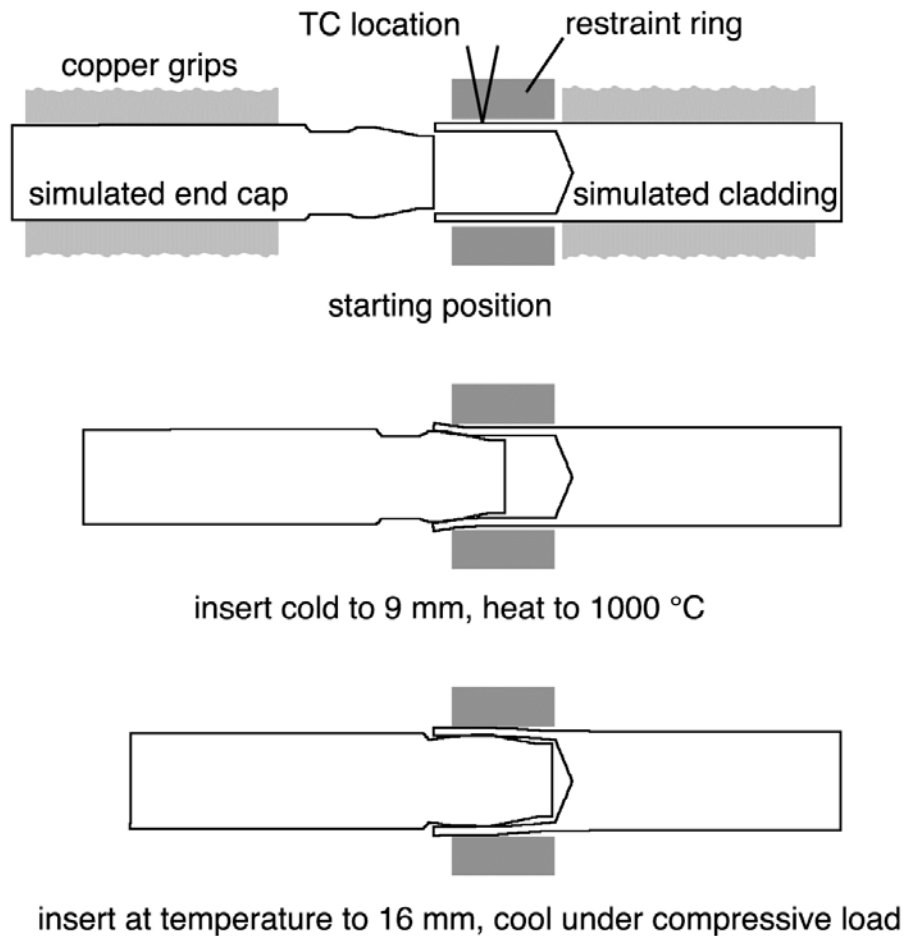 TC location
restraint ring
copper grips
simulated end cap
simulated cladding
starting position
insert cold to 9 mm, heat to 1000 °C
insert at temperature to 16 mm, cool under compressive load